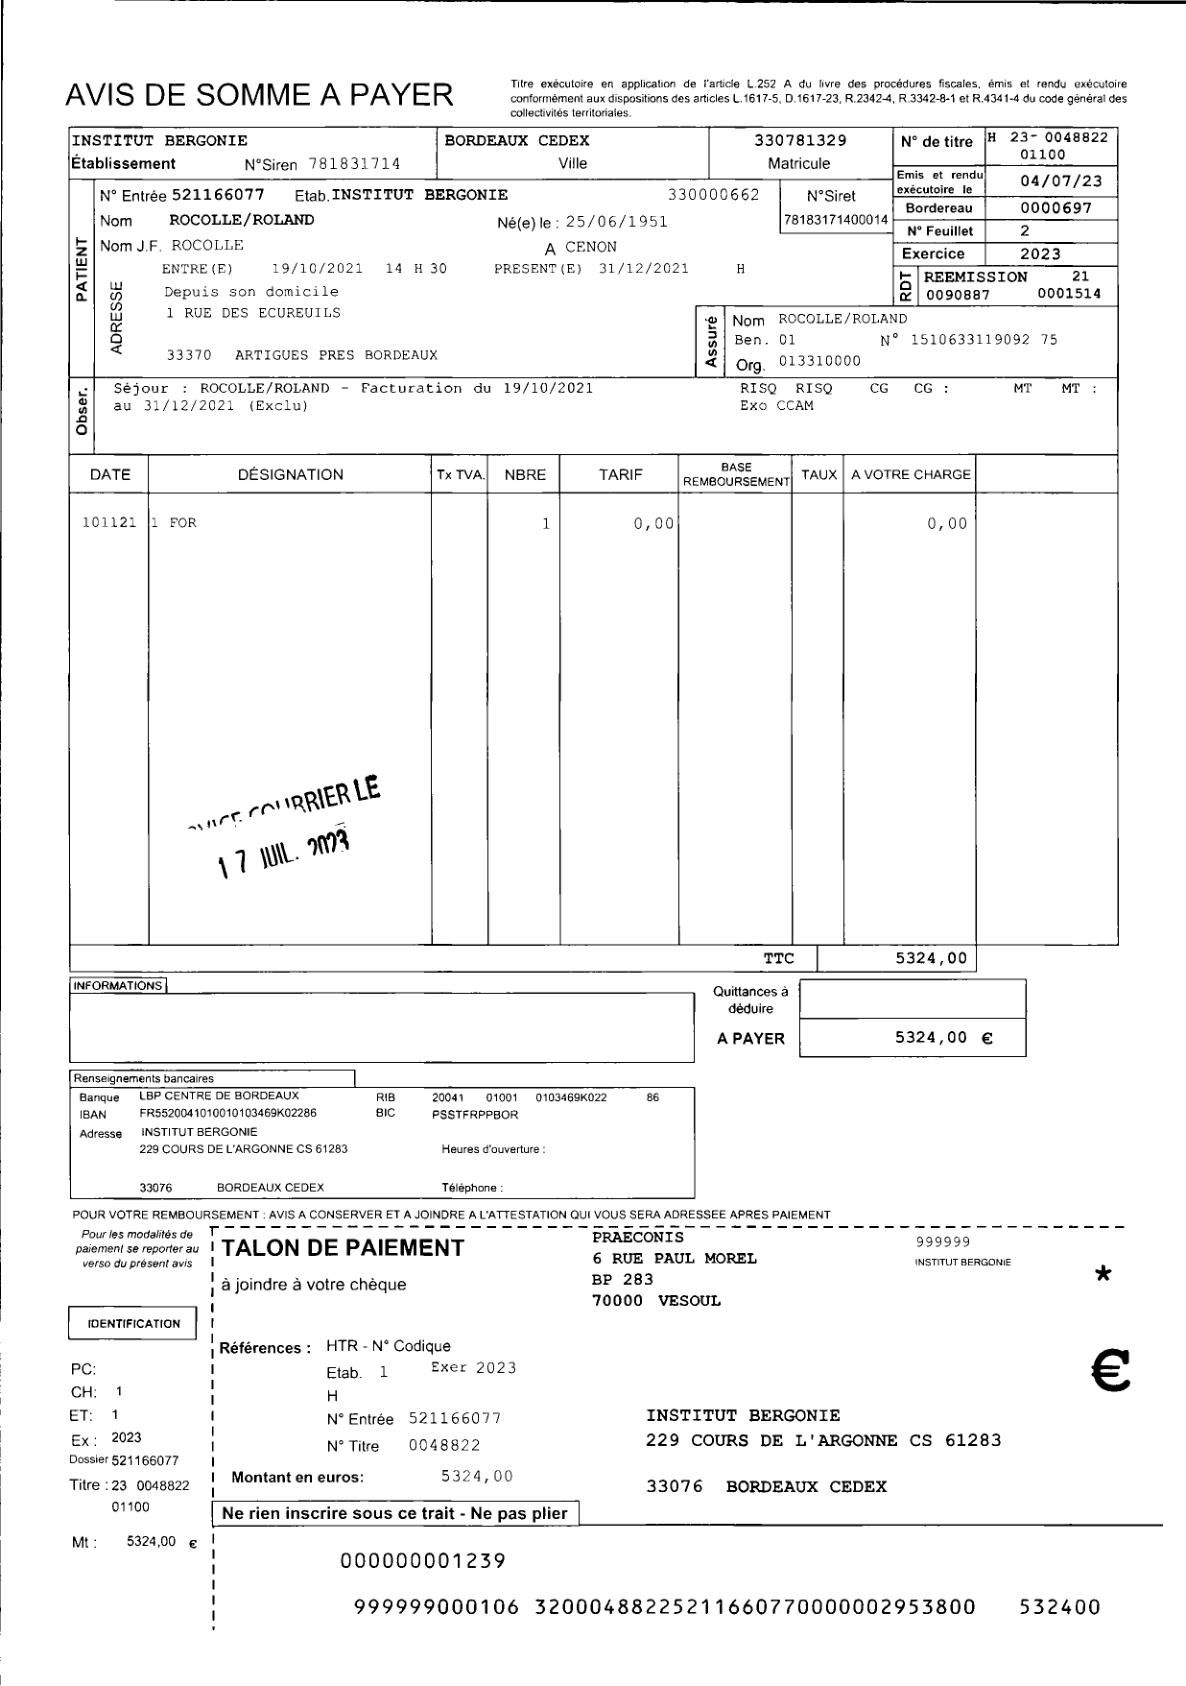 AVIS DE SOMME A PAYER
Titre exécutoire en application de l'article L.252 A du livre des procédures fiscales, émis et rendu exécutoire
conformément aux dispositions des articles L.1617-5, D.1617-23, R.2342-4, R.3342-8-1 et R.4341-4 du code général des
collectivités territoriales.
INSTITUT BERGONIE BORDEAUX CEDEX 330781329 N° de titre H 23- 0048822
Établissement N°Siren 781831714 Ville Matricule 01100
Emis et rendu
exécutoire le 04/07/23
PATIENT
N° Entrée 521166077 Etab. INSTITUT BERGONIE 330000662 N°Siret
Bordereau 0000697
Nom ROCOLLE/ROLAND Né(e) le : 25/06/1951 78183171400014
N° Feuillet 2
Nom J.F. ROCOLLE A CENON
Exercice 2023
ENTRE(E) 19/10/2021 14 H 30 PRESENT(E) 31/12/2021 H
RDT REEMISSION 21
0090887 0001514
ADRESSE
Depuis son domicile
1 RUE DES ECUREUILS
33370 ARTIGUES PRES BORDEAUX
Assuré
Nom ROCOLLE/ROLAND
Ben. 01 N° 1510633119092 75
Org. 013310000
Obser.
Séjour : ROCOLLE/ROLAND - Facturation du 19/10/2021
au 31/12/2021 (Exclu)
RISQ RISQ CG CG : MT MT :
Exo CCAM
DATE DÉSIGNATION Tx TVA. NBRE TARIF BASE REMBOURSEMENT TAUX A VOTRE CHARGE
101121 1 FOR 1 0,00 0,00
COURRIER LE
17 JUIL. 2023
TTC 5324,00
INFORMATIONS
Quittances à
déduire
A PAYER 5324,00 €
Renseignements bancaires
Banque LBP CENTRE DE BORDEAUX RIB 20041 01001 0103469K022 86
IBAN FR5520041010010103469K02286 BIC PSSTFRPPBOR
Adresse INSTITUT BERGONIE
229 COURS DE L'ARGONNE CS 61283 Heures d'ouverture :
33076 BORDEAUX CEDEX Téléphone :
POUR VOTRE REMBOURSEMENT : AVIS A CONSERVER ET A JOINDRE A L'ATTESTATION QUI VOUS SERA ADRESSEE APRES PAIEMENT
Pour les modalités de
paiement se reporter au
verso du présent avis
IDENTIFICATION
PC:
CH: 1
ET: 1
Ex : 2023
Dossier 521166077
Titre : 23 0048822
01100
Mt : 5324,00 €
TALON DE PAIEMENT
à joindre à votre chèque
PRAECONIS
6 RUE PAUL MOREL
BP 283
70000 VESOUL
999999
INSTITUT BERGONIE
*
€
Références : HTR - N° Codique
Etab. 1 Exer 2023
H
N° Entrée 521166077
N° Titre 0048822
Montant en euros: 5324,00
INSTITUT BERGONIE
229 COURS DE L'ARGONNE CS 61283
33076 BORDEAUX CEDEX
Ne rien inscrire sous ce trait - Ne pas plier
000000001239
999999000106 320004882252116607700000002953800 532400